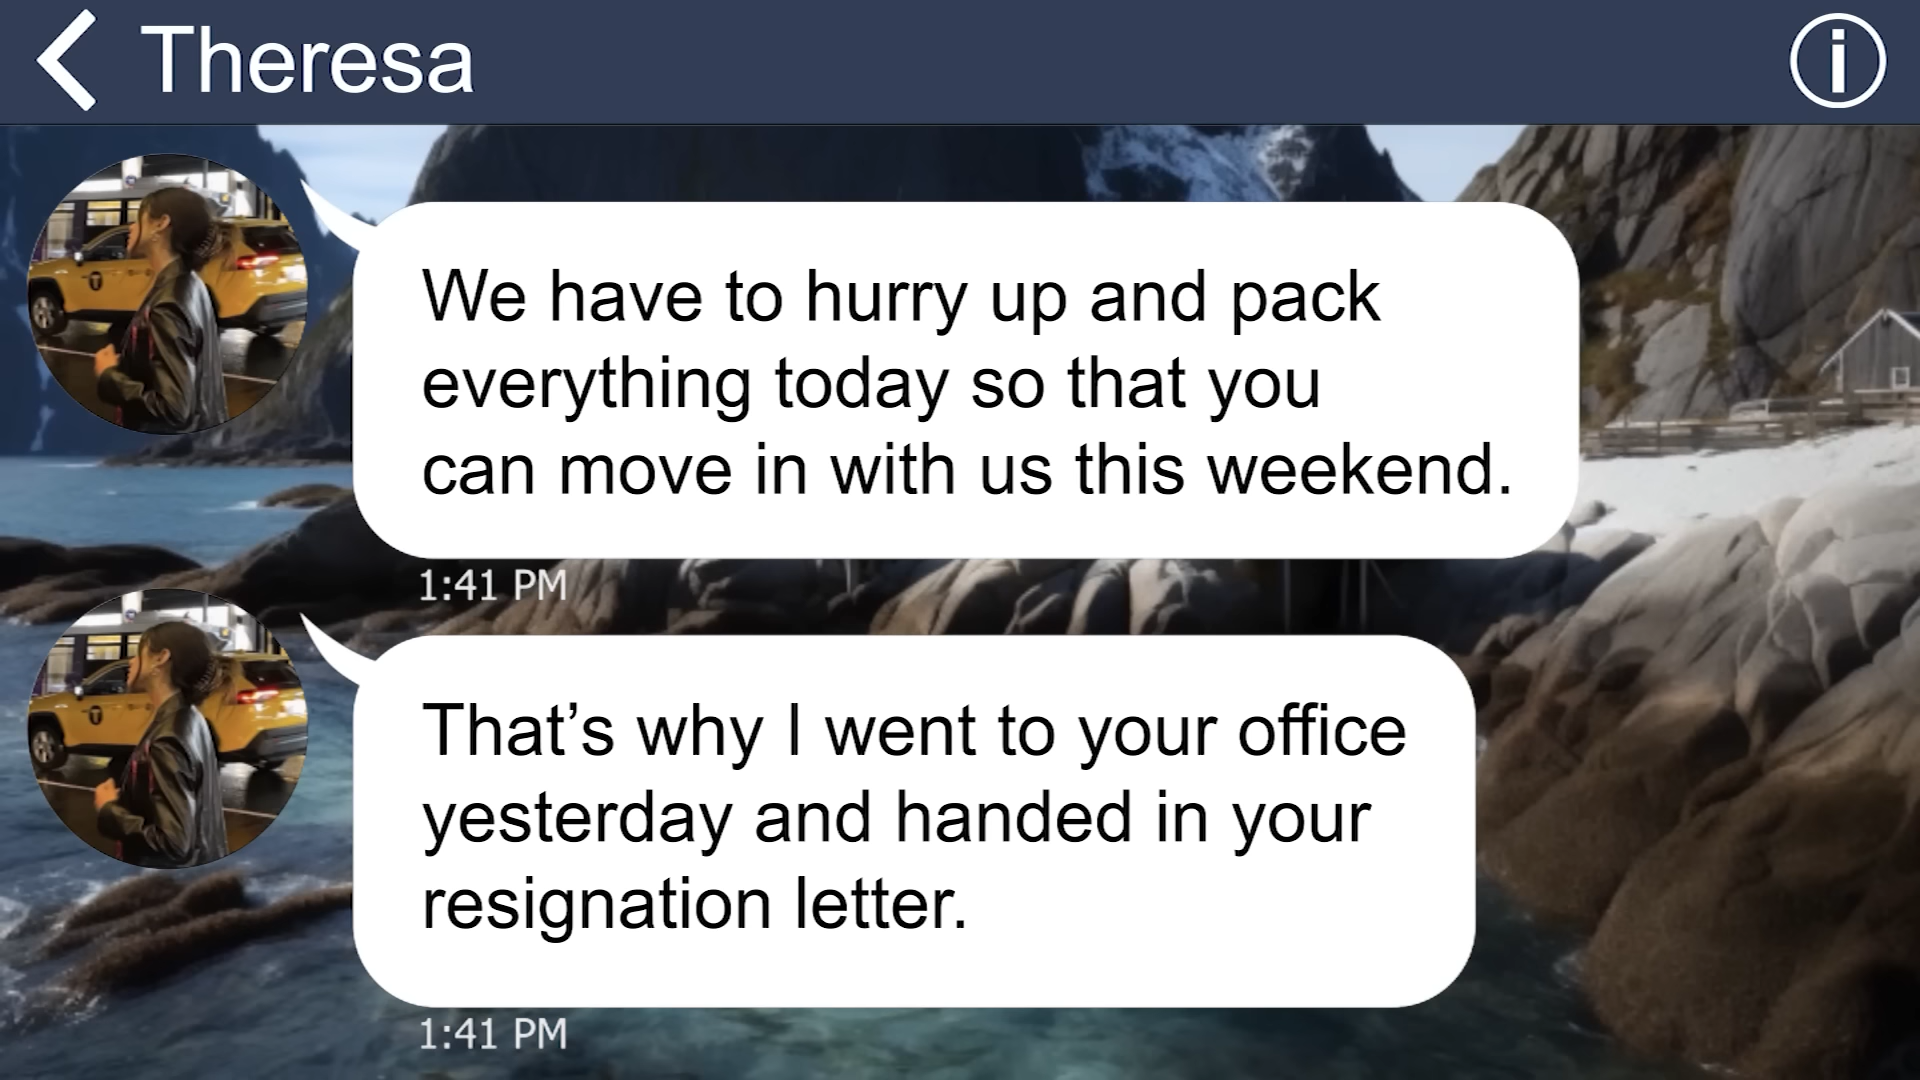 Theresa
We have to hurry up and pack
everything today so that you
can move in with us this weekend.
1:41 PM
That’s why I went to your office
yesterday and handed in your
resignation letter.
1:41 PM